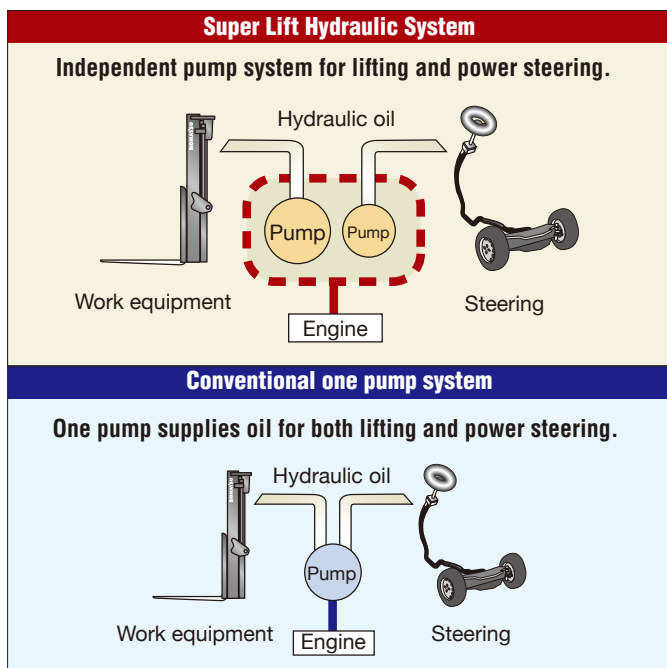 Super Lift Hydraulic System
Independent pump system for lifting and power steering.
Hydraulic oil
KOMATSU
Pump
Pump
Work equipment
Steering
Engine
Conventional one pump system
One pump supplies oil for both lifting and power steering.
Hydraulic oil
KOMATSU
Pump
Work equipment
Engine
Steering